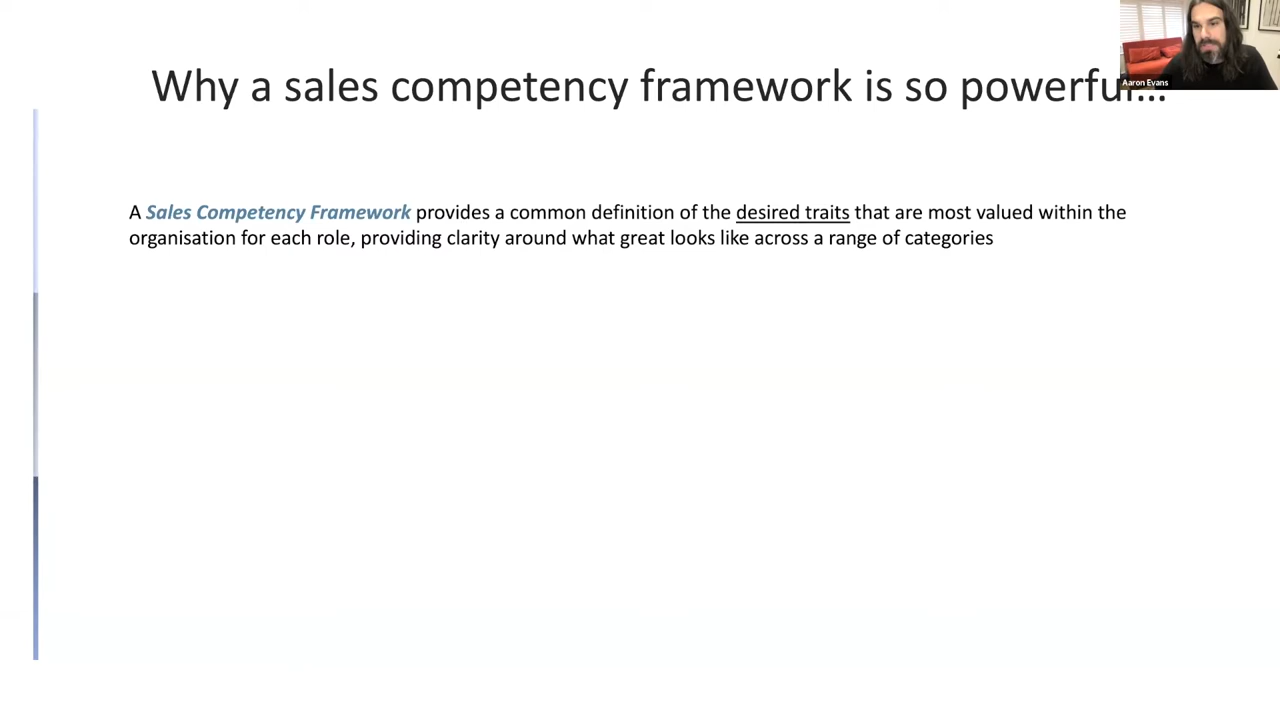 Why a sales competency framework is so powerful...
Aaron Evans
A Sales Competency Framework provides a common definition of the desired traits that are most valued within the
organisation for each role, providing clarity around what great looks like across a range of categories